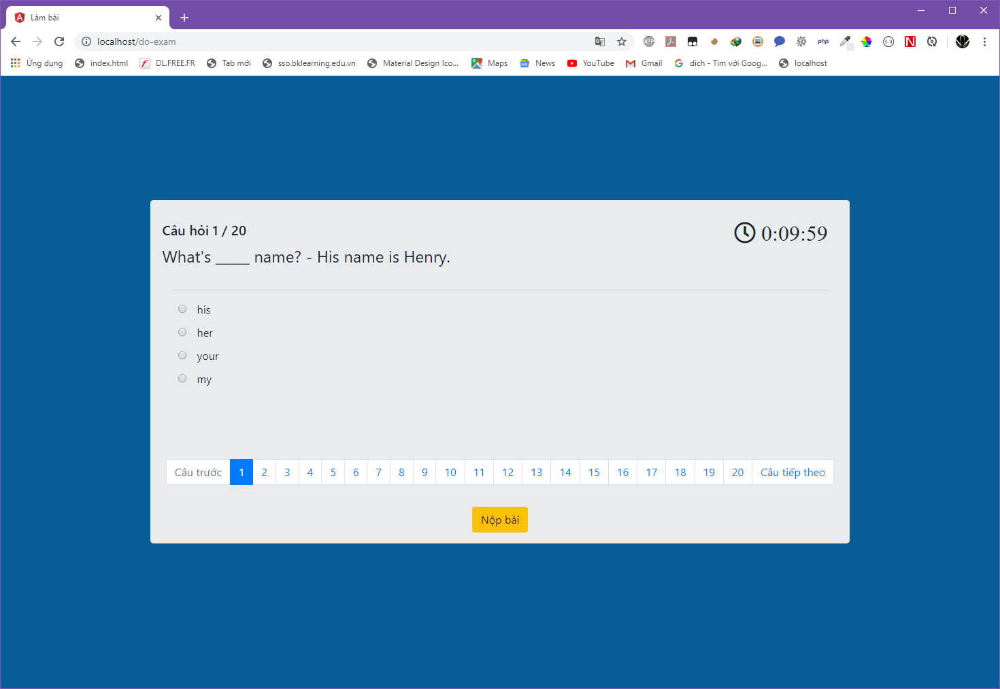 Làm bài
localhost/do-exam
ABP
php
N
Ứng dụng index.html DL.FREE.FR Tab mới sso.bklearning.edu.vn Material Design Ico... Maps News YouTube Gmail dich - Tìm với Goog... localhost
Câu hỏi 1 / 20
0:09:59
What's _____ name? - His name is Henry.
his
her
your
my
Câu trước 1 2 3 4 5 6 7 8 9 10 11 12 13 14 15 16 17 18 19 20 Câu tiếp theo
Nộp bài